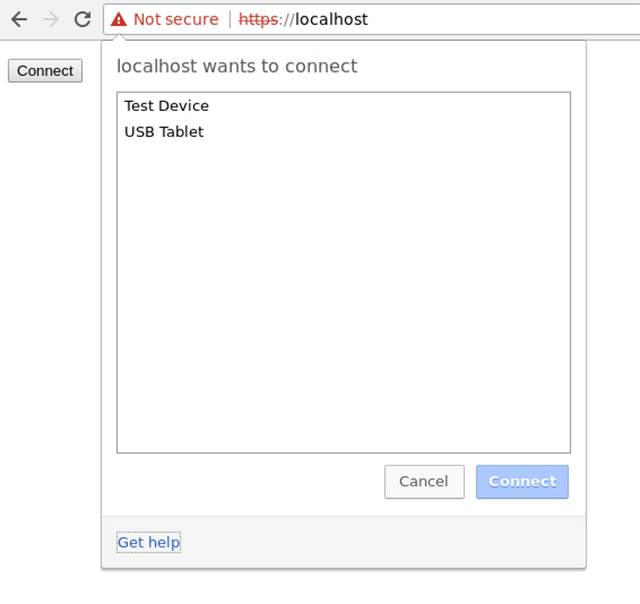 Not secure | https://localhost
Connect
localhost wants to connect
Test Device
USB Tablet
Cancel
Connect
Get help